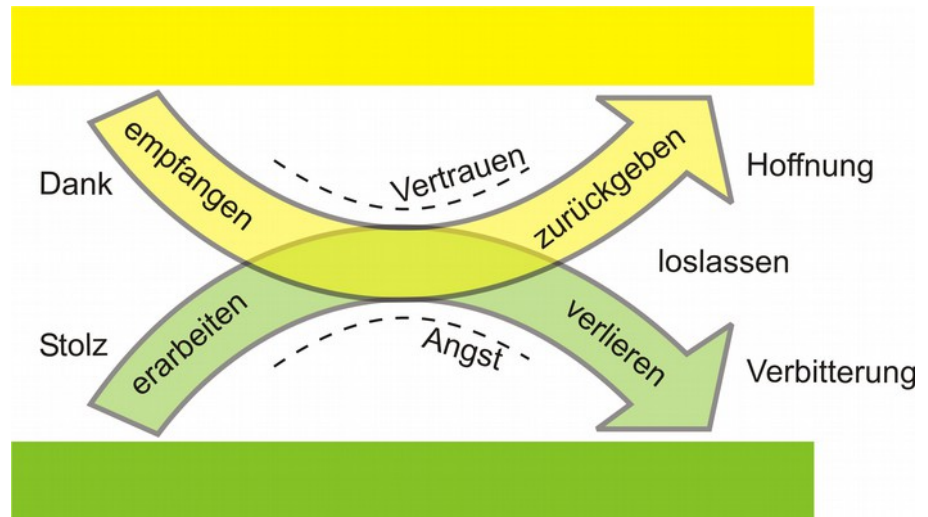 empfangen
Vertrauen
zurückgeben
Hoffnung
Dank
loslassen
Stolz
erarbeiten
Angst
verlieren
Verbitterung